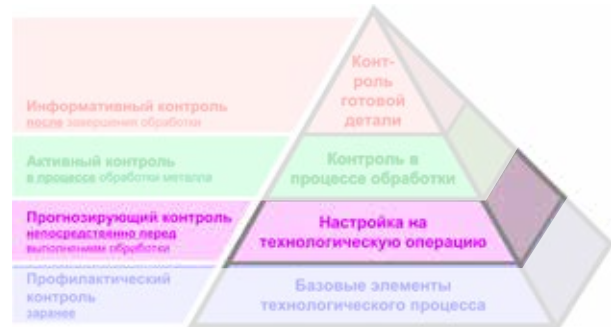 Конт-
роль
готовой
детали
Информативный контроль
после завершения обработки
Активный контроль
в процессе обработки металла
Контроль в
процессе обработки
Прогнозирующий контроль
непосредственно перед
выполнением обработки
Настройка на
технологическую операцию
Профилактический
контроль
заранее
Базовые элементы
технологического процесса